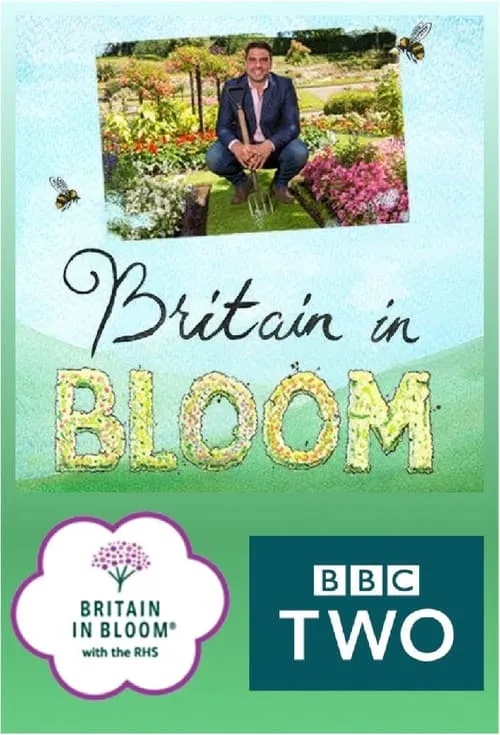 Britain in
BLOOM
BRITAIN
IN BLOOM®
with the RHS
BBC
TWO